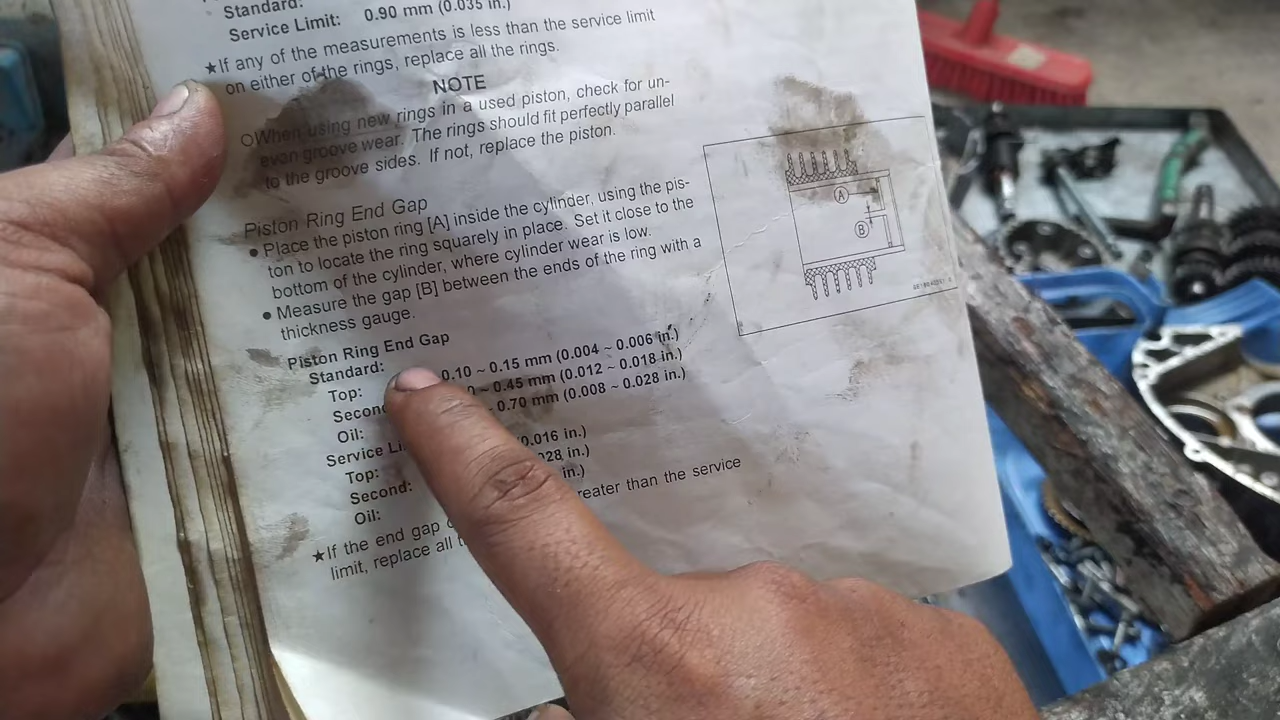 Standard:
Service Limit: 0.90 mm (0.035 in.)
★If any of the measurements is less than the service limit
on either of the rings, replace all the rings.
NOTE
○When using new rings in a used piston, check for un-
even groove wear. The rings should fit perfectly parallel
to the groove sides. If not, replace the piston.
Piston Ring End Gap
• Place the piston ring [A] inside the cylinder, using the pis-
ton to locate the ring squarely in place. Set it close to the
bottom of the cylinder, where cylinder wear is low.
• Measure the gap [B] between the ends of the ring with a
thickness gauge.
A
B
Piston Ring End Gap
Standard:
Top: 0.10 ~ 0.15 mm (0.004 ~ 0.006 in.)
Second ~ 0.45 mm (0.012 ~ 0.018 in.)
Oil: ~ 0.70 mm (0.008 ~ 0.028 in.)
Service Li
Top: 0.016 in.)
Second: 028 in.)
Oil: in.)
★If the end gap reater than the service
limit, replace all